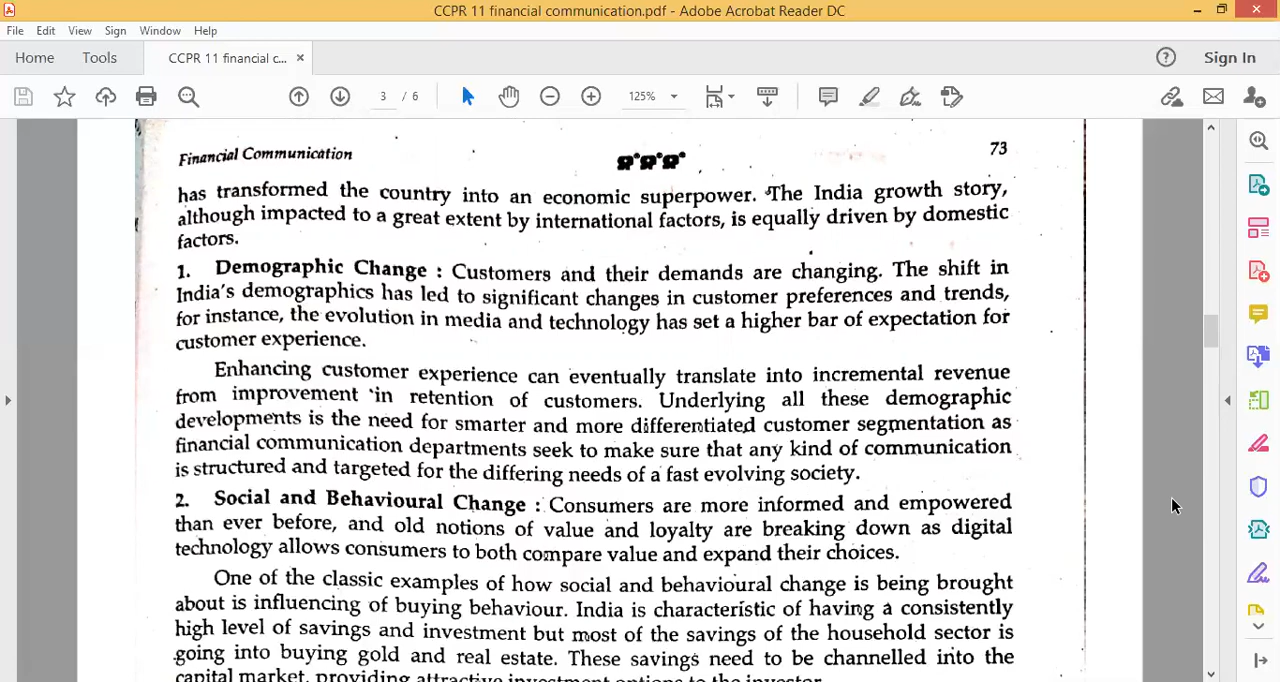 CCPR 11 financial communication.pdf - Adobe Acrobat Reader DC
File Edit View Sign Window Help
Home Tools CCPR 11 financial c... ×
Sign In
3 / 6 125%
Financial Communication 73
has transformed the country into an economic superpower. The India growth story,
although impacted to a great extent by international factors, is equally driven by domestic
factors.
1. Demographic Change : Customers and their demands are changing. The shift in
India's demographics has led to significant changes in customer preferences and trends,
for instance, the evolution in media and technology has set a higher bar of expectation for
customer experience.
Enhancing customer experience can eventually translate into incremental revenue
from improvement in retention of customers. Underlying all these demographic
developments is the need for smarter and more differentiated customer segmentation as
financial communication departments seek to make sure that any kind of communication
is structured and targeted for the differing needs of a fast evolving society.
2. Social and Behavioural Change : Consumers are more informed and empowered
than ever before, and old notions of value and loyalty are breaking down as digital
technology allows consumers to both compare value and expand their choices.
One of the classic examples of how social and behavioural change is being brought
about is influencing of buying behaviour. India is characteristic of having a consistently
high level of savings and investment but most of the savings of the household sector is
going into buying gold and real estate. These savings need to be channelled into the
capital market, providing attractive investment options to the investor.